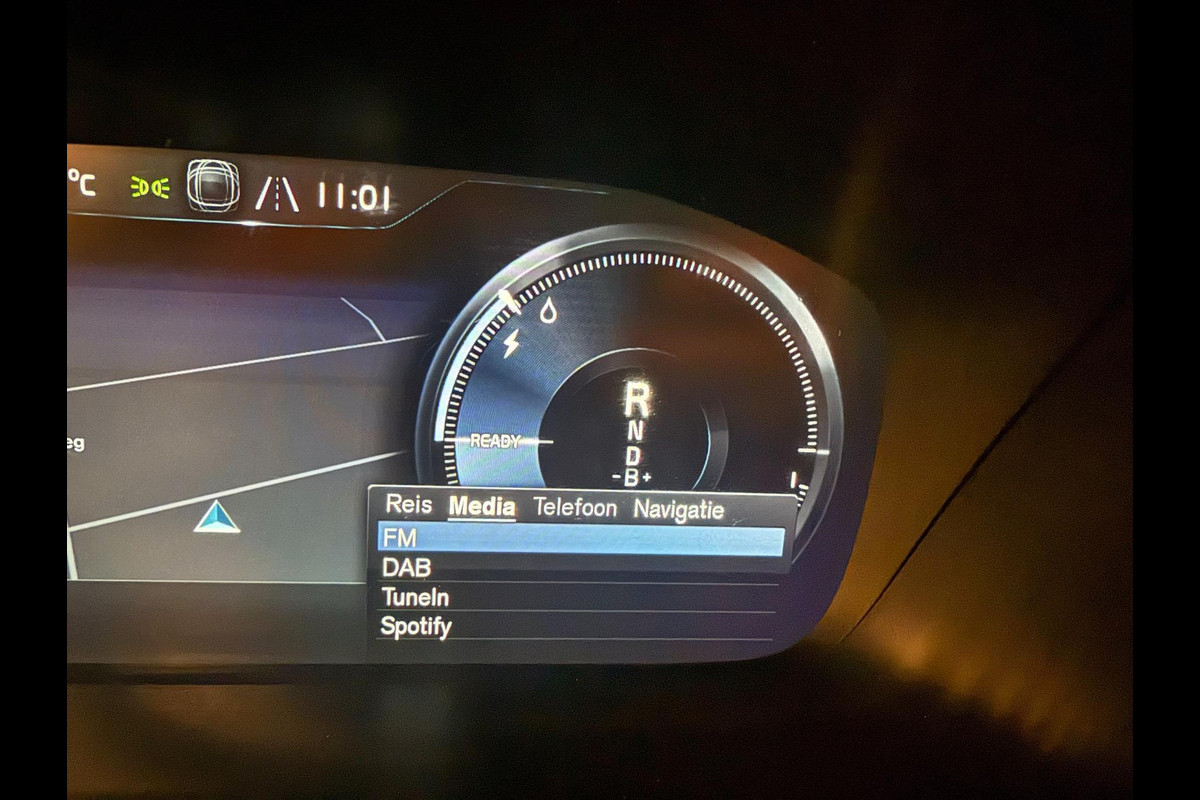 °C 11:01
eg
R
N
D
-B+
READY
Reis Media Telefoon Navigatie
FM
DAB
TuneIn
Spotify